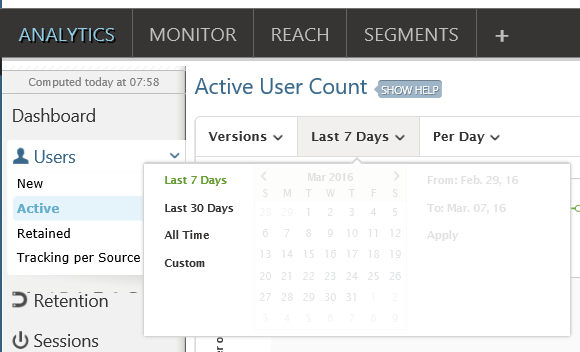 ANALYTICS MONITOR REACH SEGMENTS +
Computed today at 07:58
Active User Count SHOW HELP
Dashboard
Versions Last 7 Days Per Day
Users
New
Active
Retained
Tracking per Source
Retention
Sessions
Last 7 Days
Last 30 Days
All Time
Custom
Mar 2016
S M T W T F S
28 29 1 2 3 4 5
6 7 8 9 10 11 12
13 14 15 16 17 18 19
20 21 22 23 24 25 26
27 28 29 30 31 1 2
3 4 5 6 7 8 9
From: Feb. 29, 16
To: Mar. 07, 16
Apply